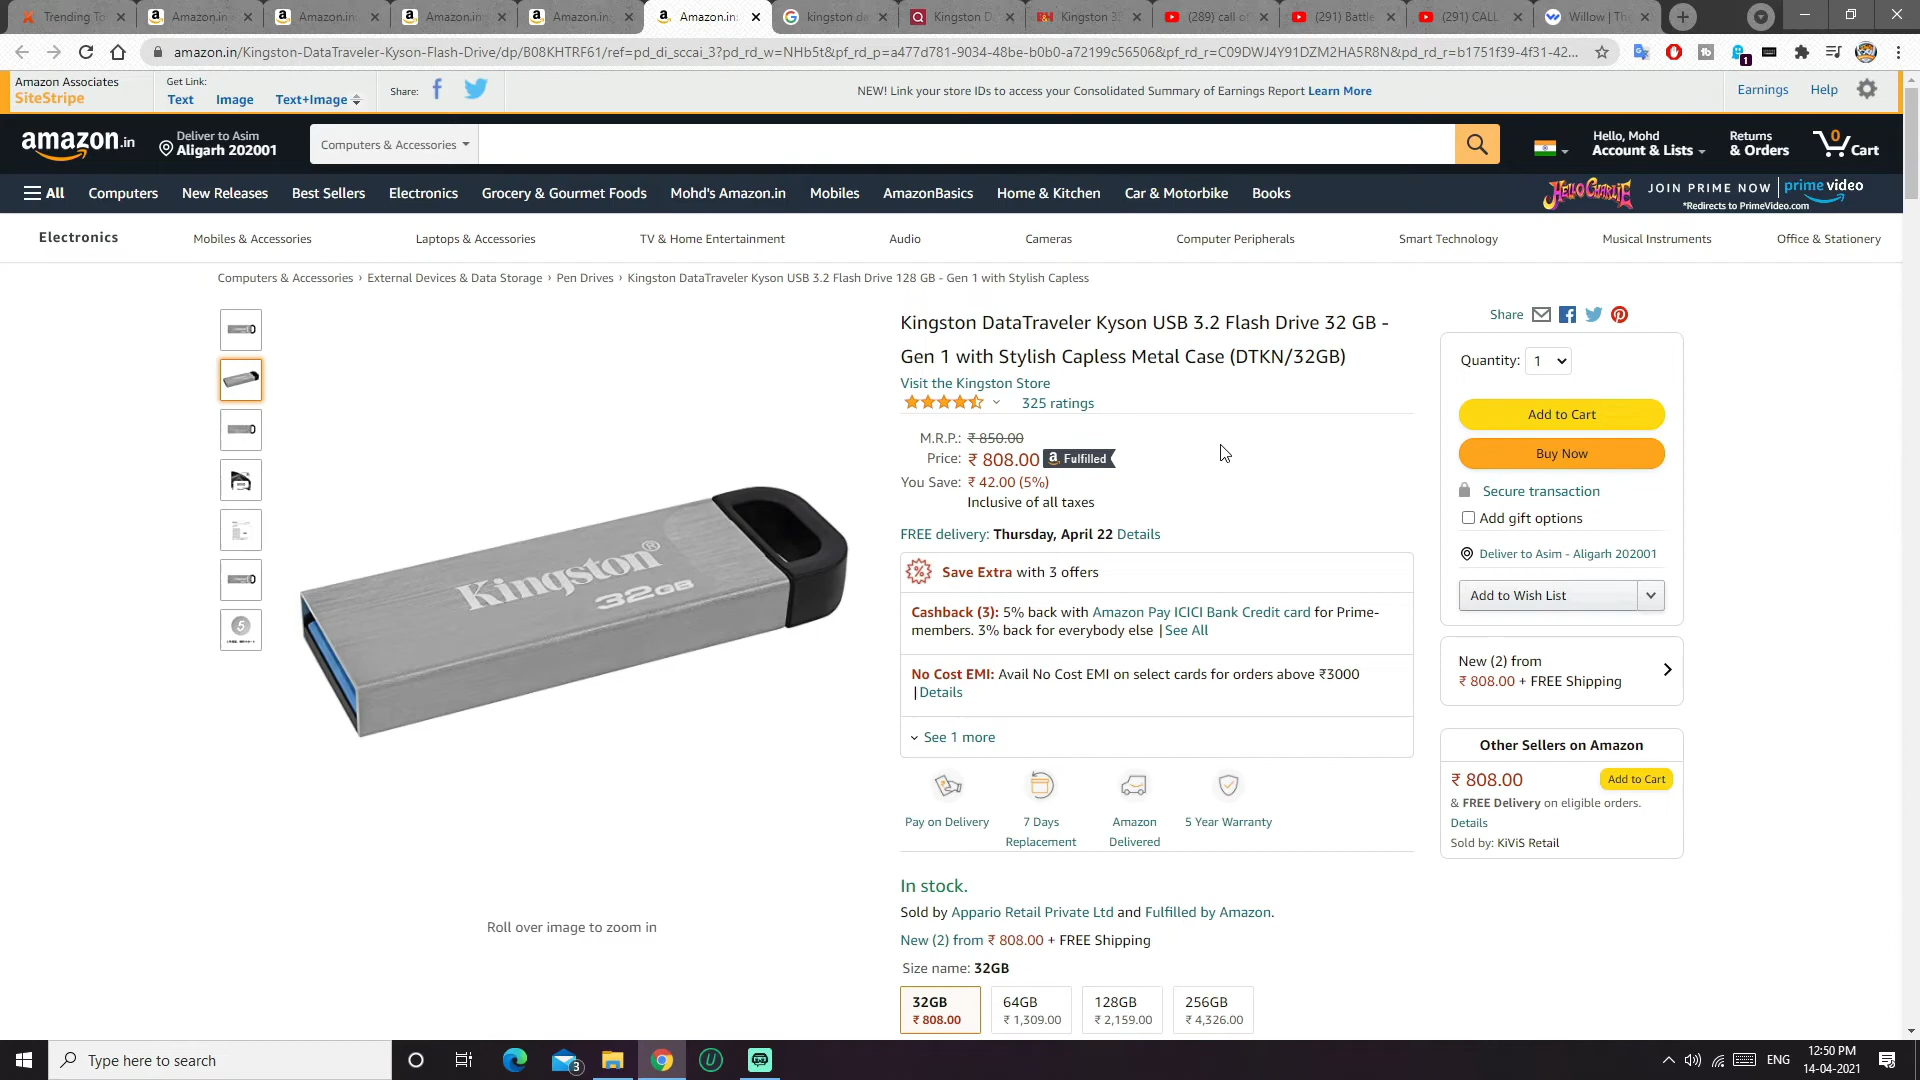 Trending To
Amazon.in
Amazon.in:
Amazon.in
Amazon.in:
Amazon.in:
kingston de
Kingston D
Kingston 3
(289) call o
(291) Battle
(291) CALL
Willow | Th
amazon.in/Kingston-DataTraveler-Kyson-Flash-Drive/dp/B08KHTRF61/ref=pd_di_sccai_3?pd_rd_w=NHb5t&pf_rd_p=a477d781-9034-48be-b0b0-a72199c56506&pf_rd_r=C09DWJ4Y91DZM2HA5R8N&pd_rd_r=b1751f39-4f31-42...
1
Amazon Associates
SiteStripe
Get Link:
Text
Image
Text+Image
Share:
NEW! Link your store IDs to access your Consolidated Summary of Earnings Report Learn More
Earnings
Help
amazon.in
Deliver to Asim
Aligarh 202001
Computers & Accessories
Hello, Mohd
Account & Lists
Returns
& Orders
0
Cart
All
Computers
New Releases
Best Sellers
Electronics
Grocery & Gourmet Foods
Mohd's Amazon.in
Mobiles
AmazonBasics
Home & Kitchen
Car & Motorbike
Books
HELLO CHARLIE
JOIN PRIME NOW
prime video
*Redirects to PrimeVideo.com
Electronics
Mobiles & Accessories
Laptops & Accessories
TV & Home Entertainment
Audio
Cameras
Computer Peripherals
Smart Technology
Musical Instruments
Office & Stationery
Computers & Accessories › External Devices & Data Storage › Pen Drives › Kingston DataTraveler Kyson USB 3.2 Flash Drive 128 GB - Gen 1 with Stylish Capless
Kingston®
32GB
5
Roll over image to zoom in
Kingston DataTraveler Kyson USB 3.2 Flash Drive 32 GB -
Gen 1 with Stylish Capless Metal Case (DTKN/32GB)
Visit the Kingston Store
325 ratings
M.R.P.: ₹ 850.00
Price: ₹ 808.00 a Fulfilled
You Save: ₹ 42.00 (5%)
Inclusive of all taxes
FREE delivery: Thursday, April 22 Details
Save Extra with 3 offers
Cashback (3): 5% back with Amazon Pay ICICI Bank Credit card for Prime-
members. 3% back for everybody else | See All
No Cost EMI: Avail No Cost EMI on select cards for orders above ₹3000
| Details
See 1 more
Pay on Delivery
7 Days
Replacement
Amazon
Delivered
5 Year Warranty
In stock.
Sold by Appario Retail Private Ltd and Fulfilled by Amazon.
New (2) from ₹ 808.00 + FREE Shipping
Size name: 32GB
32GB
₹ 808.00
64GB
₹ 1,309.00
128GB
₹ 2,159.00
256GB
₹ 4,326.00
Share
Quantity: 1
Add to Cart
Buy Now
Secure transaction
Add gift options
Deliver to Asim - Aligarh 202001
Add to Wish List
New (2) from
₹ 808.00 + FREE Shipping
Other Sellers on Amazon
₹ 808.00
Add to Cart
& FREE Delivery on eligible orders.
Details
Sold by: KiViS Retail
Type here to search
3
ENG
12:50 PM
14-04-2021